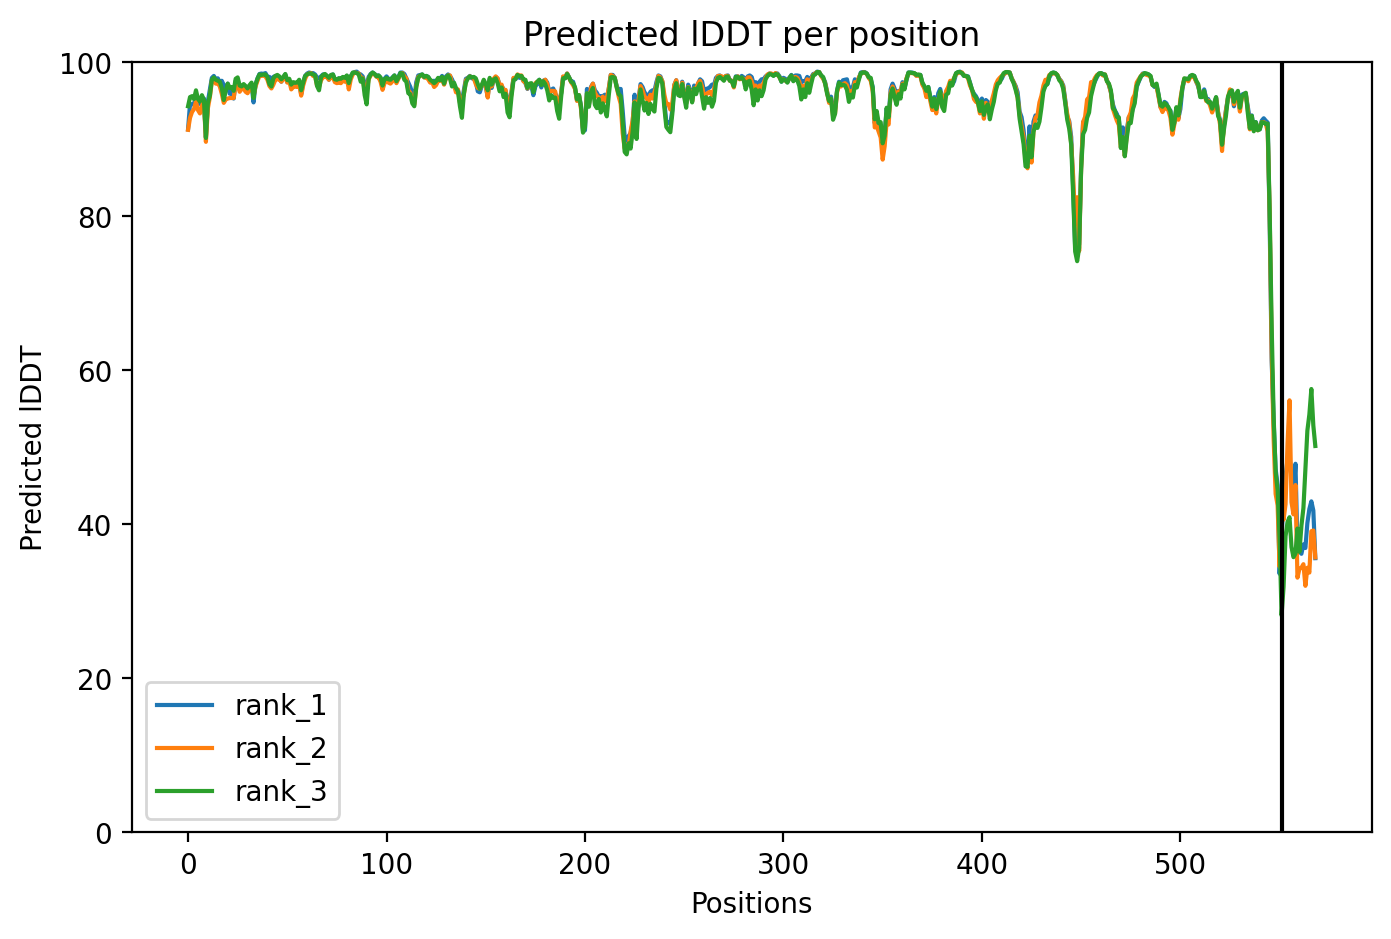 Predicted lDDT per position
100
80
60
40
20
0
Predicted lDDT
rank_1
rank_2
rank_3
0 100 200 300 400 500
Positions